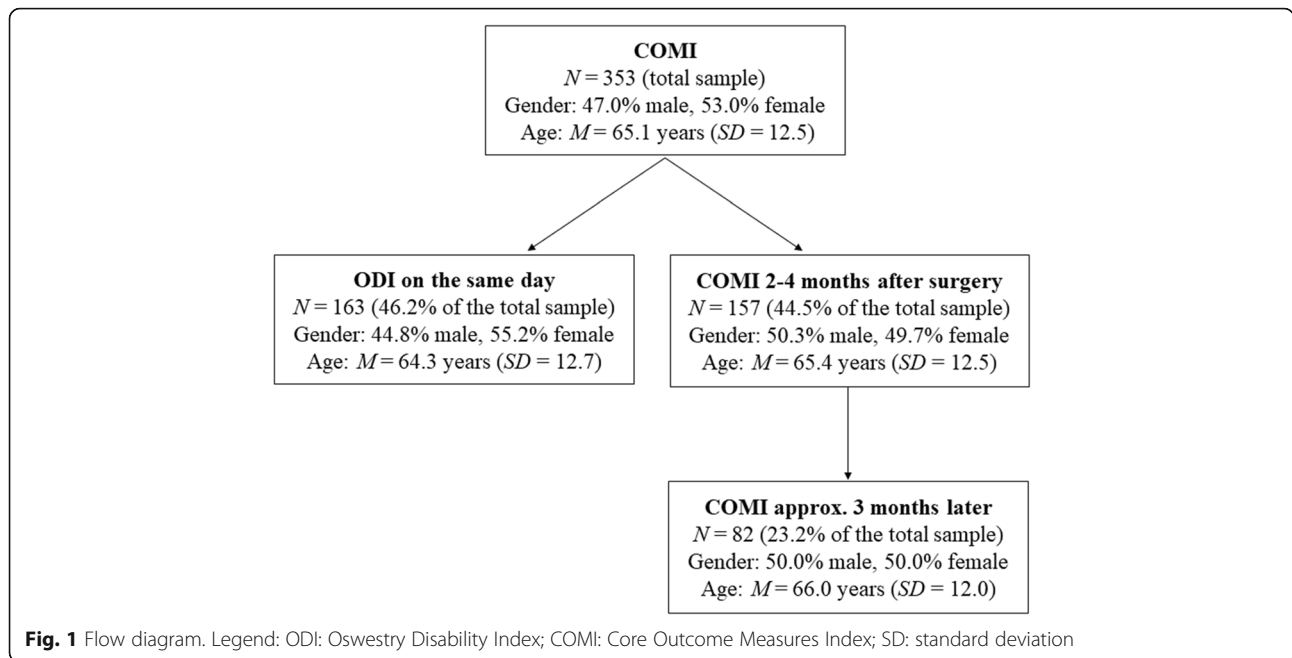 COMI
N = 353 (total sample)
Gender: 47.0% male, 53.0% female
Age: M = 65.1 years (SD = 12.5)
ODI on the same day
N = 163 (46.2% of the total sample)
Gender: 44.8% male, 55.2% female
Age: M = 64.3 years (SD = 12.7)
COMI 2-4 months after surgery
N = 157 (44.5% of the total sample)
Gender: 50.3% male, 49.7% female
Age: M = 65.4 years (SD = 12.5)
COMI approx. 3 months later
N = 82 (23.2% of the total sample)
Gender: 50.0% male, 50.0% female
Age: M = 66.0 years (SD = 12.0)
Fig. 1 Flow diagram. Legend: ODI: Oswestry Disability Index; COMI: Core Outcome Measures Index; SD: standard deviation